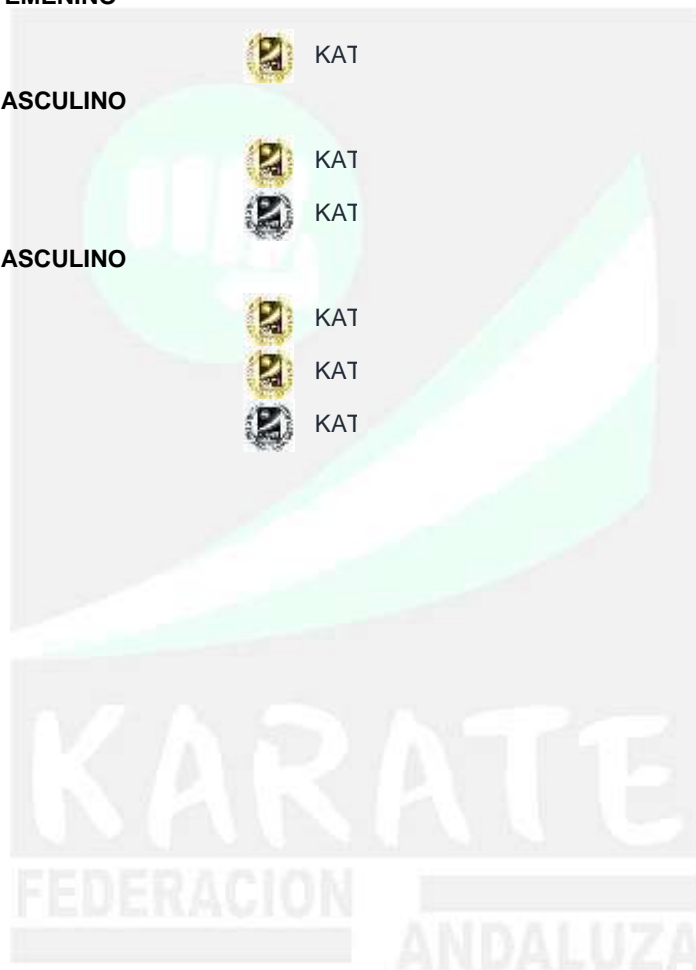 EMENINO
KAT
ASCULINO
KAT
KAT
ASCULINO
KAT
KAT
KAT
KARATE
FEDERACION
ANDALUZA